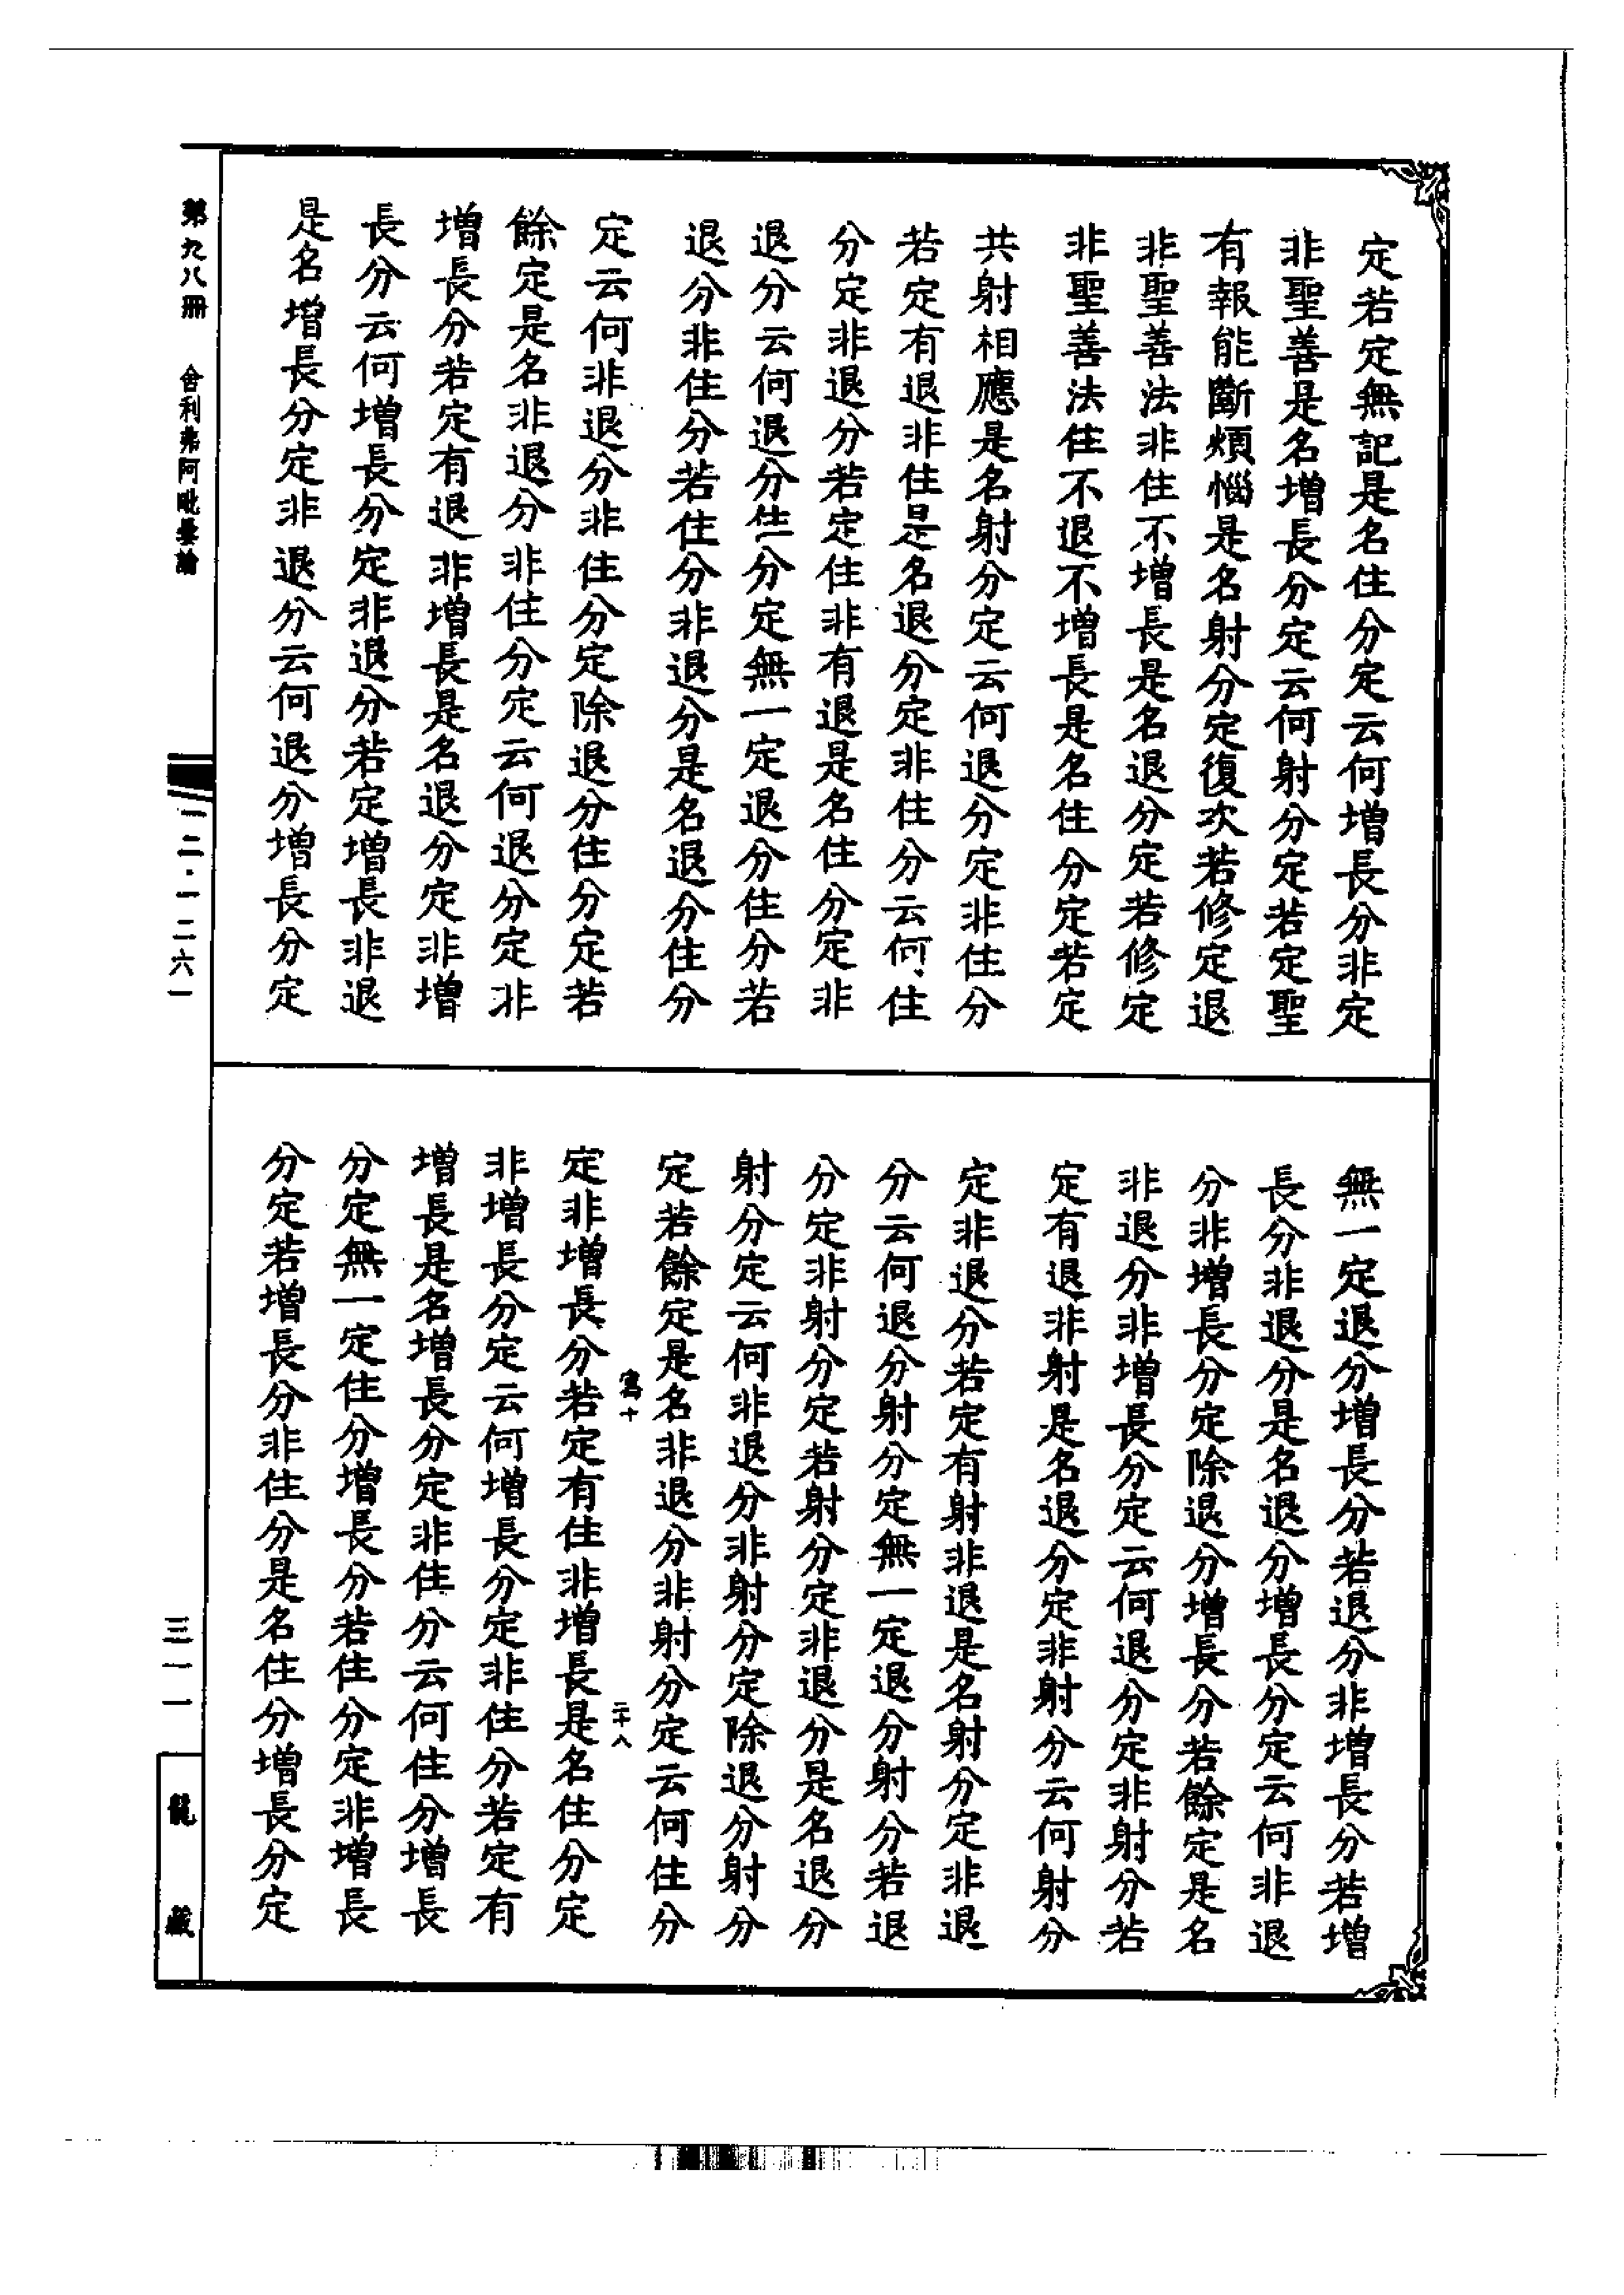 定若定無記是名住分定云何增長分非定
非聖善是名增長分定云何射分定若定聖
有報能斷煩惱是名射分定復次若修定退
非聖善法非住不增長是名退分定若修定
非聖善法住不退不增長是名住分定若定
共射相應是名射分定云何退分定非住分
若定有退非住是名退分定非住分云何住
分定非退分若定住非有退是名住分定非
退分云何退分住分定無一定退分住分若
退分非住分若住分非退分是名退分住分
定云何非退分非住分定除退分住分定若
餘定是名非退分非住分定云何退分定非
增長分若定有退非增長是名退分定非增
長分云何增長分定非退分若定增長非退
是名增長分定非退分云何退分增長分定
無一定退分增長分若退分非增長分若增
長分非退分是名退分增長分定云何非退
分非增長分定除退分增長分若餘定是名
非退分非增長分定云何退分定非射分若
定有退非射是名退分定非射分云何射分
定非退分若定有射非退是名射分定非退
分云何退分射分定無一定退分射分若退
分定非射分定若射分定非退分是名退分
射分定云何非退分非射分定除退分射分
定若餘定是名非退分非射分定云何住分
定非增長分若定有住非增長是名住分定
非增長分定云何增長分定非住分若定有
增長是名增長分定非住分云何住分增長
分定無一定住分增長分若住分定非增長
分定若增長分非住分是名住分增長分定
寫十
二十八
第九八冊
舍利弗阿毗曇論
一二·一二六一
三一一
龍藏